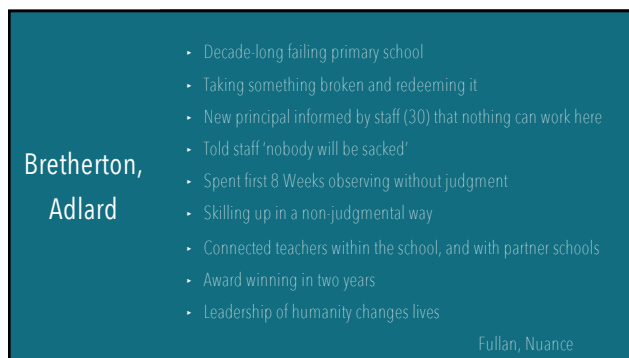 Bretherton,
Adlard
‣ Decade-long failing primary school
‣ Taking something broken and redeeming it
‣ New principal informed by staff (30) that nothing can work here
‣ Told staff ‘nobody will be sacked’
‣ Spent first 8 Weeks observing without judgment
‣ Skilling up in a non-judgmental way
‣ Connected teachers within the school, and with partner schools
‣ Award winning in two years
‣ Leadership of humanity changes lives
Fullan, Nuance